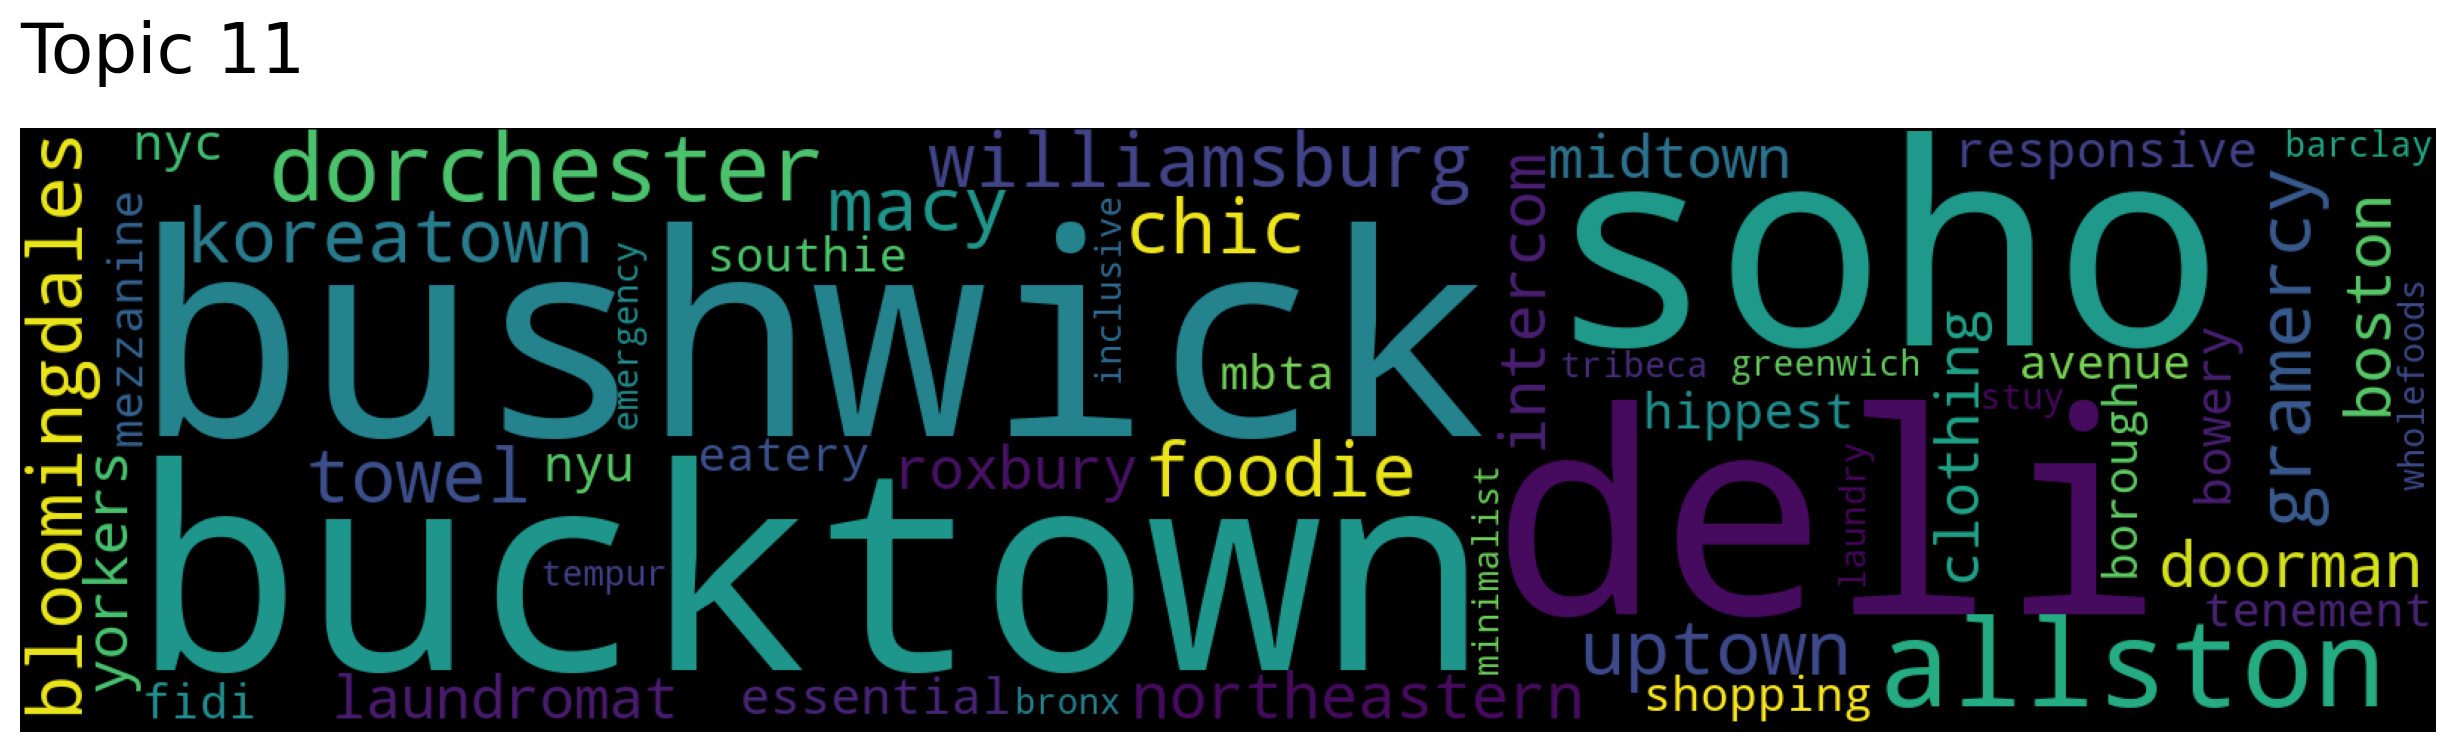 Topic 11
bloomingdales
nyc
dorchester
williamsburg
midtown
responsive
barclay
mezzanine
koreatown
macy
southie
inclusive
chic
intercom
soho
gramercy
boston
wholefoods
bushwick
emergency
mbta
tribeca
greenwich
avenue
hippest
stuy
clothing
borough
bowery
yorkers
towel
nyu
eatery
roxbury
foodie
minimalist
deli
laundry
doorman
tenement
bucktown
tempur
uptown
allston
fidi
laundromat
essential
bronx
northeastern
shopping